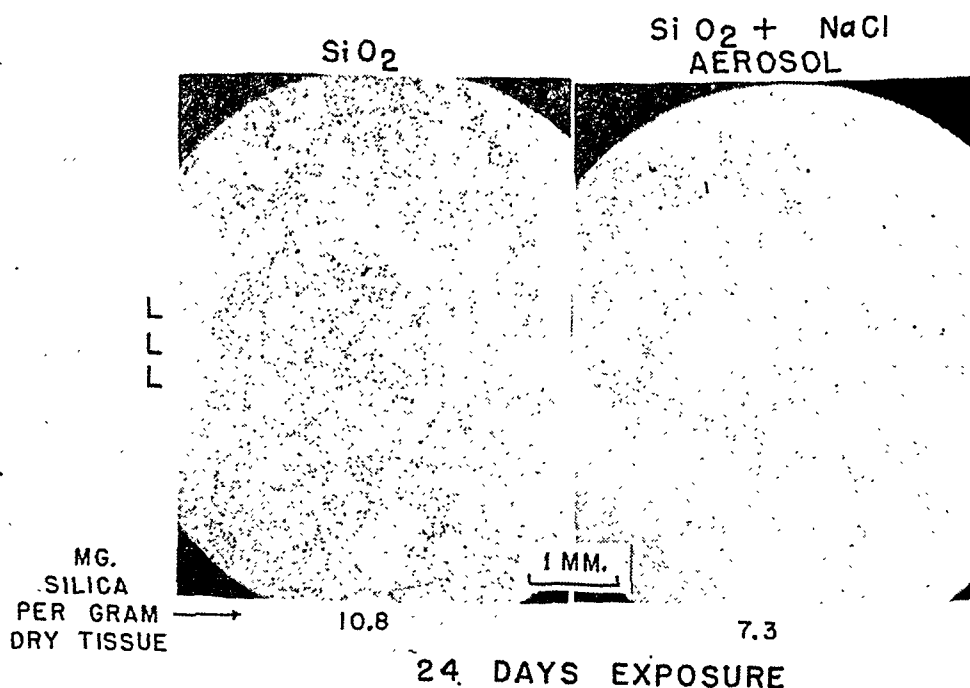 SiO2
SiO2 + NaCl
AEROSOL
L
L
L
1 MM.
MG.
SILICA
PER GRAM
DRY TISSUE
10.8
7.3
24 DAYS EXPOSURE